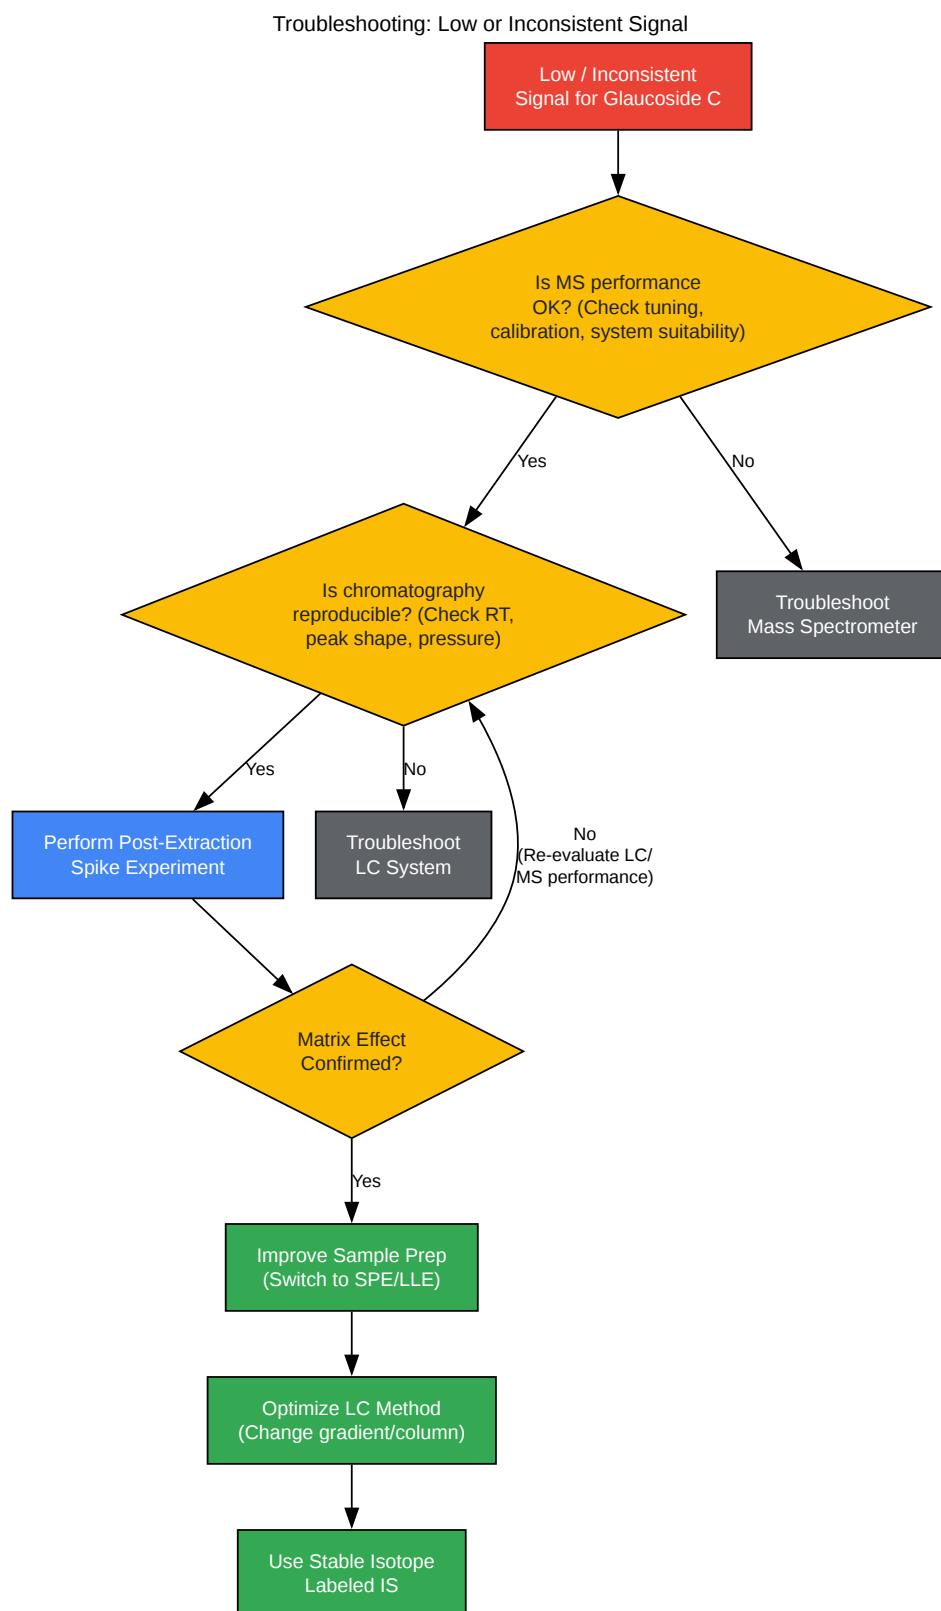 Troubleshooting: Low or Inconsistent Signal
Low / Inconsistent
Signal for Glaucoside C
Is MS performance
OK? (Check tuning,
calibration, system suitability)
Yes
No
Is chromatography
reproducible? (Check RT,
peak shape, pressure)
Troubleshoot
Mass Spectrometer
Yes
No
Perform Post-Extraction
Spike Experiment
Troubleshoot
LC System
No
(Re-evaluate LC/
MS performance)
Matrix Effect
Confirmed?
Yes
Improve Sample Prep
(Switch to SPE/LLE)
Optimize LC Method
(Change gradient/column)
Use Stable Isotope
Labeled IS